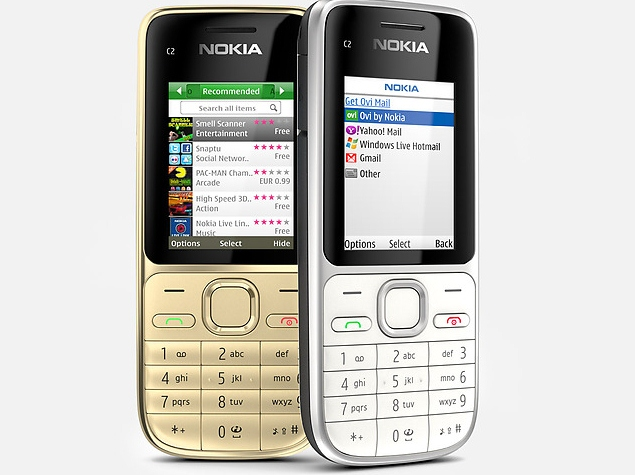 C2
NOKIA
Recommended
A
Search all items
Smell Scanner
Entertainment
Free
Snaptu
Social Networ..
Free
PAC-MAN Cham..
Arcade
EUR 0.99
High Speed 3D..
Action
Free
Nokia Live Lin..
Music
Free
Options Select Hide
1 2 abc def
4 ghi 5 jkl mno
7 pqrs 8 tuv wxyz
*+ 0 #
C2
NOKIA
NOKIA
Get Ovi Mail
ovi Ovi by Nokia
Yahoo! Mail
Windows Live Hotmail
Gmail
Other
Options Select Back
1 2 abc def 3
4 ghi 5 jkl mno 6
7 pqrs 8 tuv wxyz 9
*+ 0 #